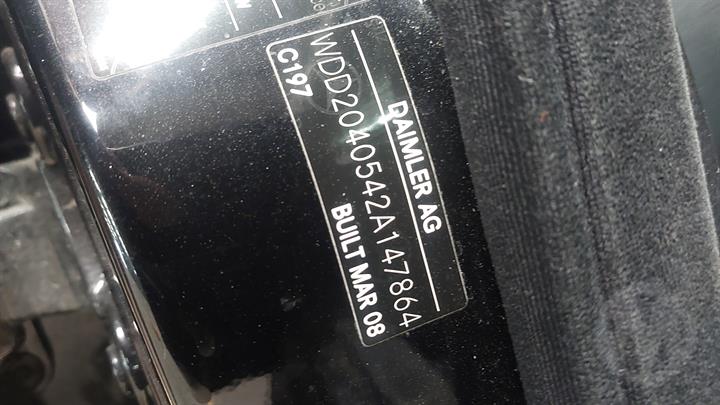 DAIMLER AG
WDD2040542A147864
C197 BUILT MAR 08